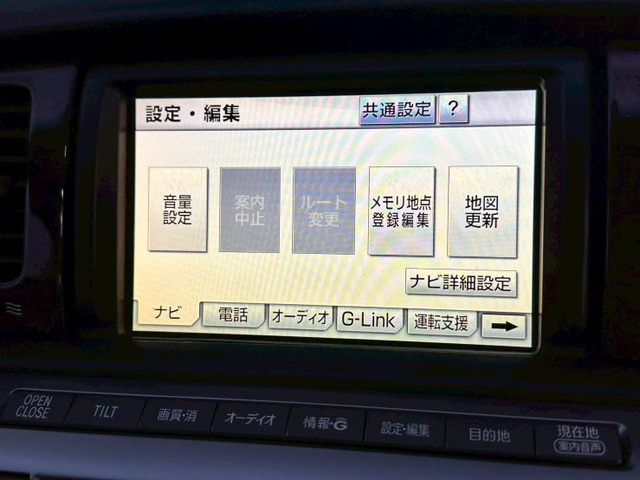 設定・編集
共通設定
?
音量
設定
案内
中止
ルート
変更
メモリ地点
登録編集
地図
更新
ナビ詳細設定
ナビ
電話
オーディオ
G-Link
運転支援
OPEN
CLOSE
TILT
画質・消
オーディオ
情報・G
設定・編集
目的地
現在地
案内音声